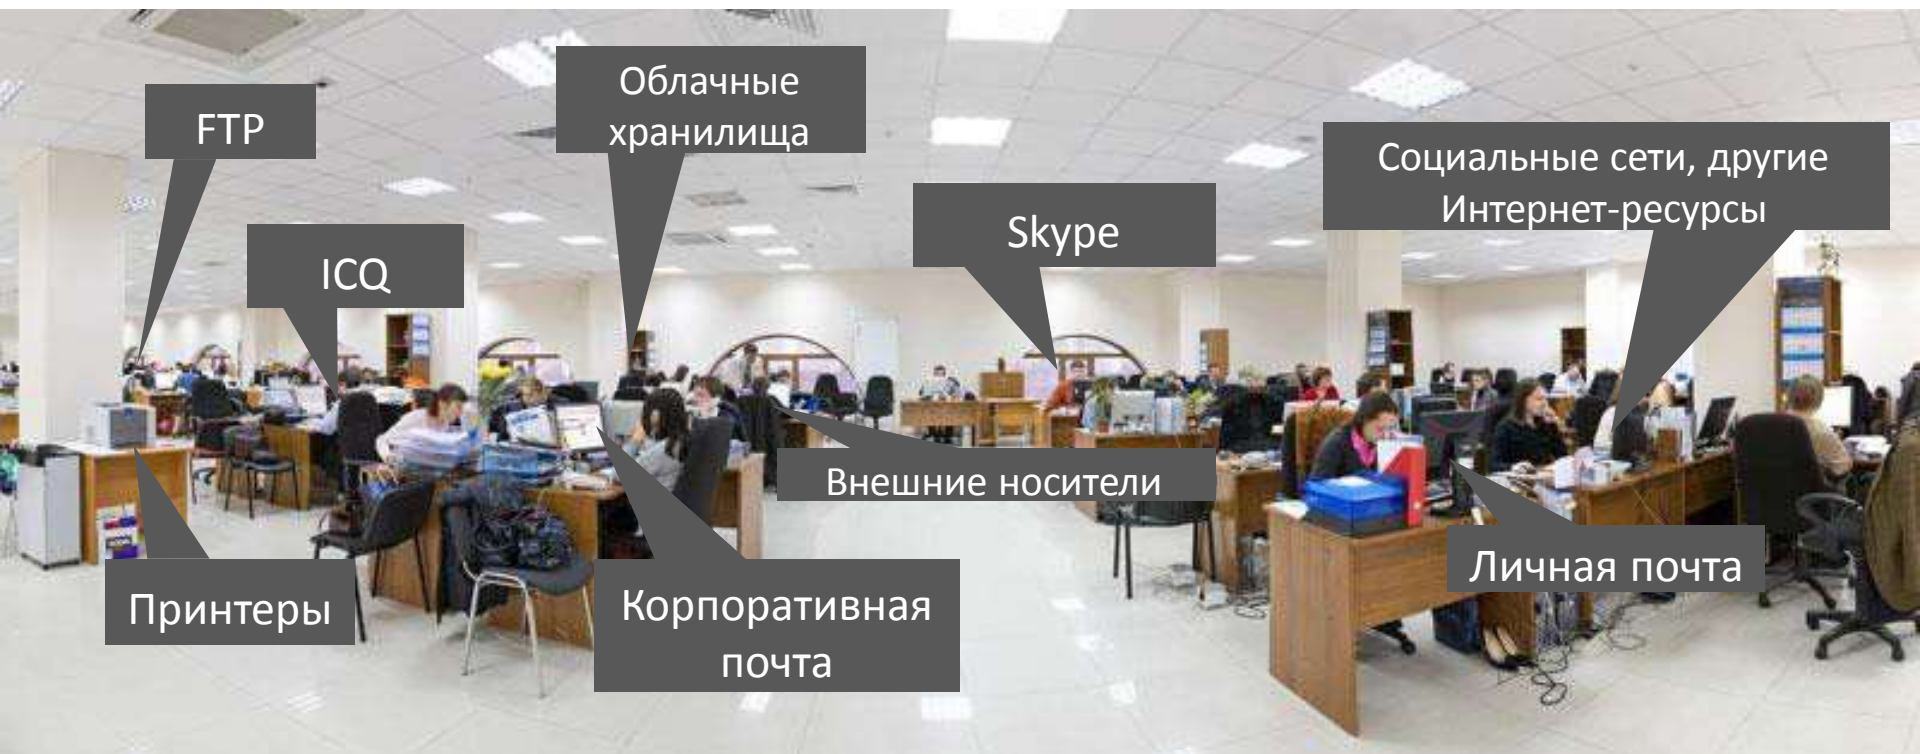 FTP
Облачные
хранилища
Социальные сети, другие
Интернет-ресурсы
Skype
ICQ
Внешние носители
Личная почта
Принтеры
Корпоративная
почта